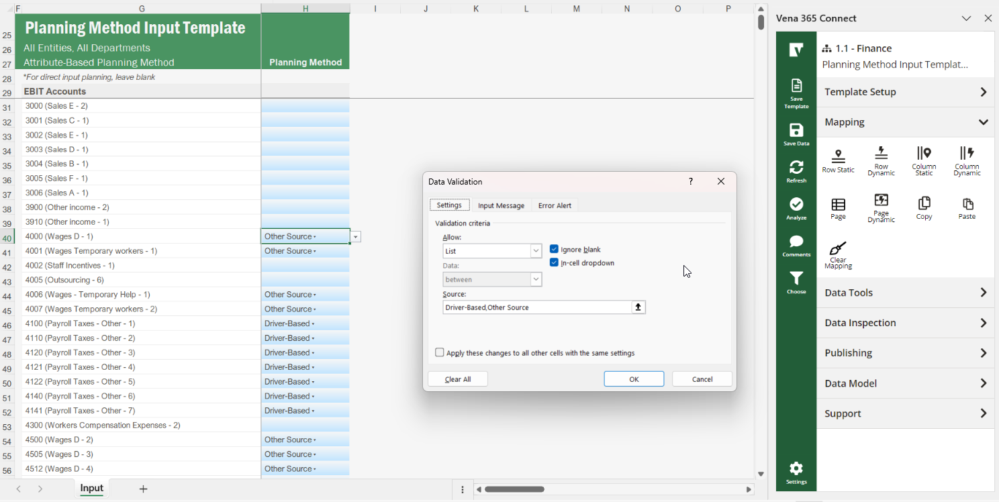 F G H I J K L M N O P
25 Planning Method Input Template
26 All Entities, All Departments
27 Attribute-Based Planning Method Planning Method
28 *For direct input planning, leave blank
29 EBIT Accounts
31 3000 (Sales E - 2)
32 3001 (Sales C - 1)
33 3002 (Sales E - 1)
34 3003 (Sales D - 1)
35 3004 (Sales B - 1)
36 3005 (Sales F - 1)
37 3006 (Sales A - 1)
38 3900 (Other income - 2)
39 3910 (Other income - 1)
40 4000 (Wages D - 1) Other Source
41 4001 (Wages Temporary workers - 1) Other Source
42 4002 (Staff Incentives - 1)
43 4005 (Outsourcing - 6)
44 4006 (Wages - Temporary Help - 1) Other Source
45 4007 (Wages Temporary workers - 2) Other Source
46 4100 (Payroll Taxes - Other - 1) Driver-Based
47 4110 (Payroll Taxes - Other - 2) Driver-Based
48 4120 (Payroll Taxes - Other - 3) Driver-Based
49 4121 (Payroll Taxes - Other - 4) Driver-Based
50 4122 (Payroll Taxes - Other - 5) Driver-Based
51 4140 (Payroll Taxes - Other - 6) Driver-Based
52 4141 (Payroll Taxes - Other - 7) Driver-Based
53 4300 (Workers Compensation Expenses - 2)
54 4500 (Wages D - 2) Other Source
55 4505 (Wages D - 3) Other Source
56 4512 (Wages D - 4) Other Source
Input
Data Validation ?
Settings Input Message Error Alert
Validation criteria
Allow:
List
Ignore blank
Data:
In-cell dropdown
between
Source:
Driver-Based,Other Source
Apply these changes to all other cells with the same settings
Clear All OK Cancel
Vena 365 Connect
Save
Template
Save Data
Refresh
Analyze
Comments
Choose
Settings
1.1 - Finance
Planning Method Input Templat...
Template Setup
Mapping
Row Static
Row
Dynamic
Column
Static
Column
Dynamic
Page
Page
Dynamic
Copy
Paste
Clear
Mapping
Data Tools
Data Inspection
Publishing
Data Model
Support